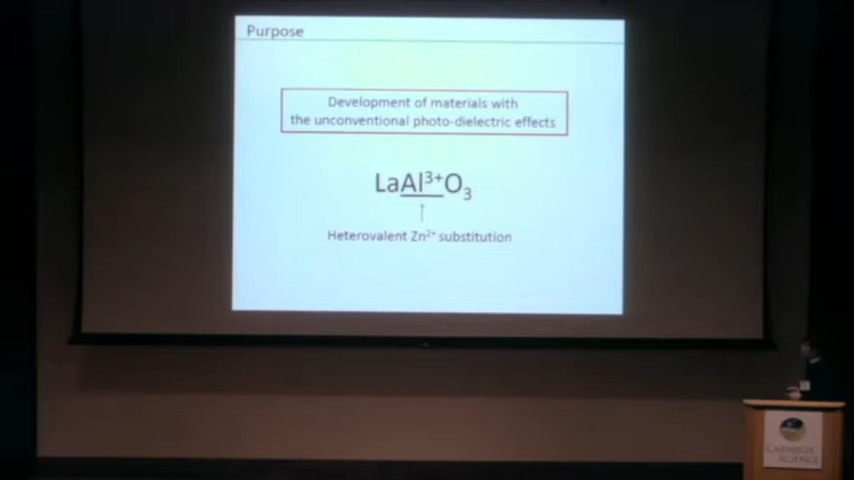 Purpose
Development of materials with
the unconventional photo-dielectric effects
LaAl³⁺O₃
↑
Heterovalent Zn²⁺ substitution
CARNEGIE
SCIENCE